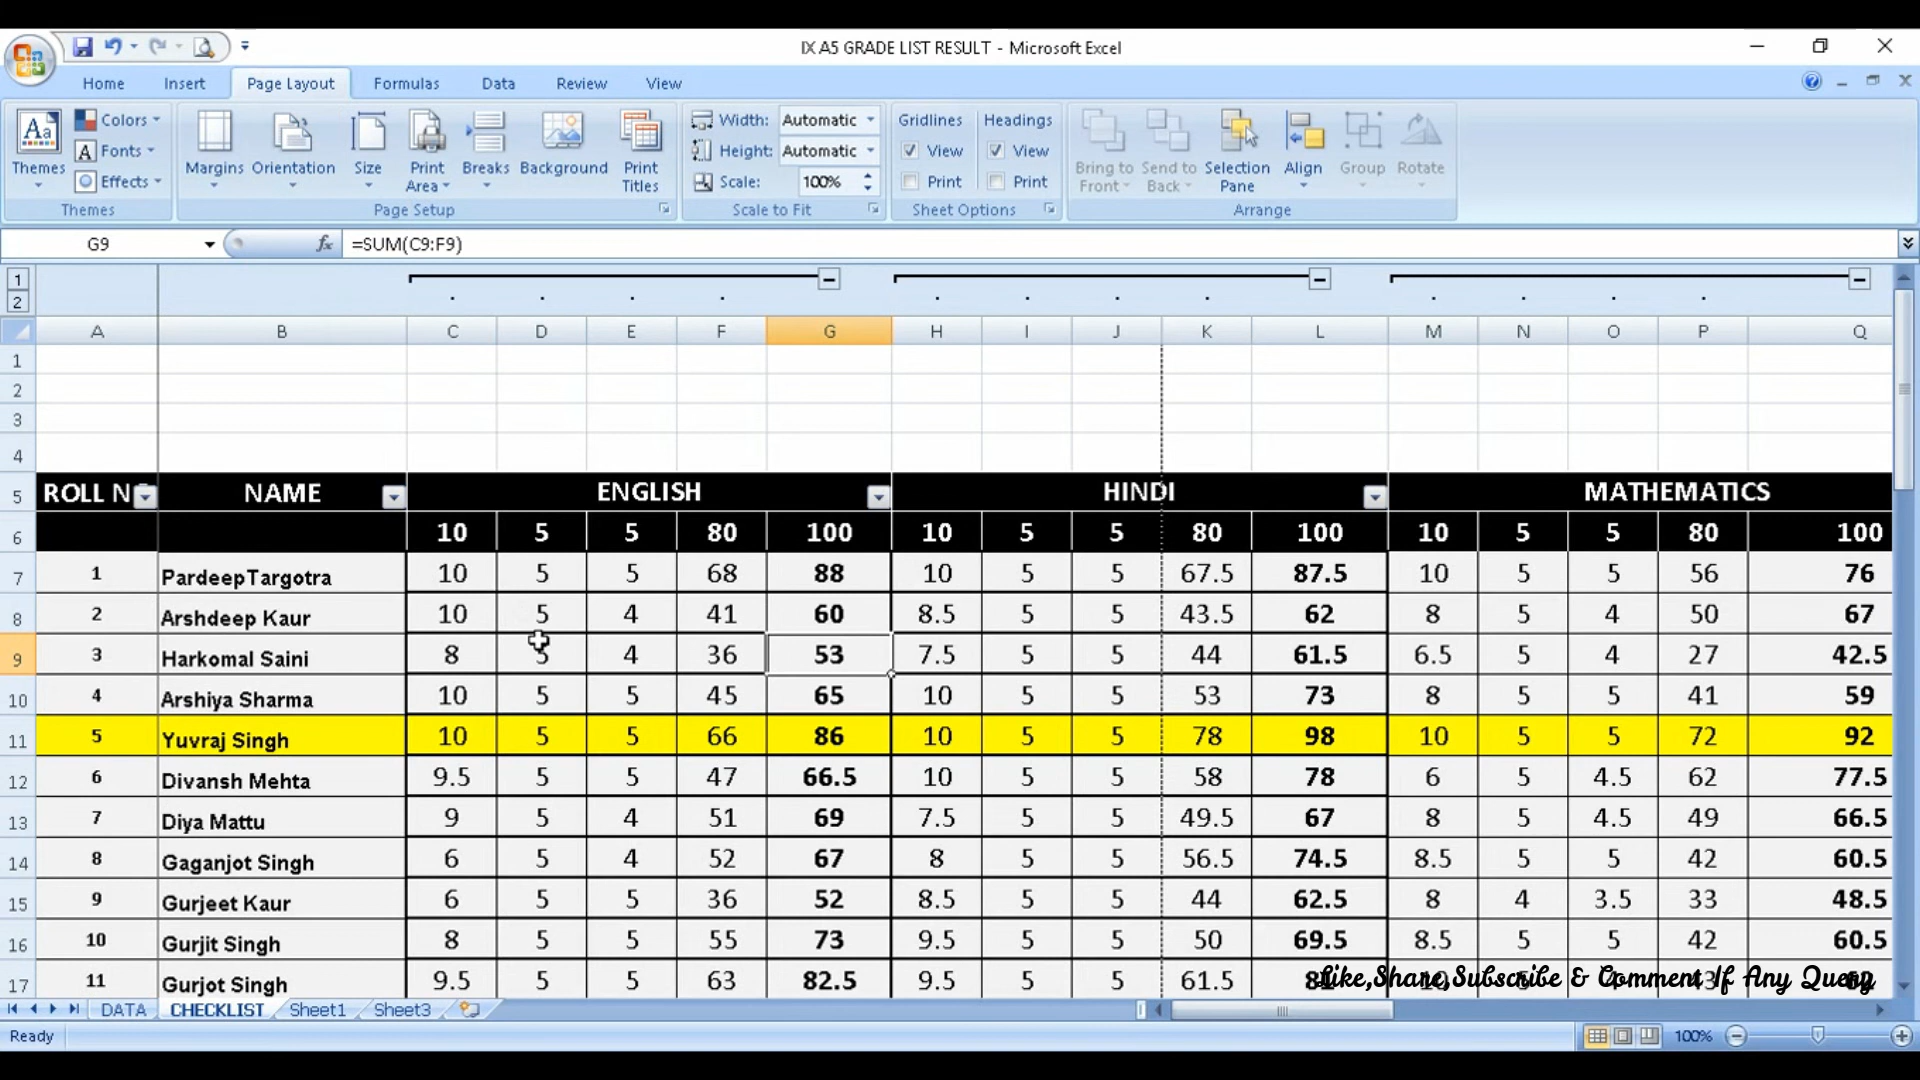 IX A5 GRADE LIST RESULT - Microsoft Excel
Home Insert Page Layout Formulas Data Review View
Aa Colors Gridlines Headings
Width: Automatic
A Fonts View View
Height: Automatic
Themes Margins Orientation Size Print Area Breaks Background Print Titles Bring to Front Send to Back Selection Pane Align Group Rotate
Effects Scale: 100% Print Print
Themes Page Setup Scale to Fit Sheet Options Arrange
G9 fx =SUM(C9:F9)
1
2
A B C D E F G H I J K L M N O P Q
1
2
3
4
5 ROLL N NAME ENGLISH HINDI MATHEMATICS
6 10 5 5 80 100 10 5 5 80 100 10 5 5 80 100
7 1 PardeepTargotra 10 5 5 68 88 10 5 5 67.5 87.5 10 5 5 56 76
8 2 Arshdeep Kaur 10 5 4 41 60 8.5 5 5 43.5 62 8 5 4 50 67
9 3 Harkomal Saini 8 5 4 36 53 7.5 5 5 44 61.5 6.5 5 4 27 42.5
10 4 Arshiya Sharma 10 5 5 45 65 10 5 5 53 73 8 5 5 41 59
11 5 Yuvraj Singh 10 5 5 66 86 10 5 5 78 98 10 5 5 72 92
12 6 Divansh Mehta 9.5 5 5 47 66.5 10 5 5 58 78 6 5 4.5 62 77.5
13 7 Diya Mattu 9 5 4 51 69 7.5 5 5 49.5 67 8 5 4.5 49 66.5
14 8 Gaganjot Singh 6 5 4 52 67 8 5 5 56.5 74.5 8.5 5 5 42 60.5
15 9 Gurjeet Kaur 6 5 5 36 52 8.5 5 5 44 62.5 8 4 3.5 33 48.5
16 10 Gurjit Singh 8 5 5 55 73 9.5 5 5 50 69.5 8.5 5 5 42 60.5
17 11 Gurjot Singh 9.5 5 5 63 82.5 9.5 5 5 61.5
Like,Share,Subscribe & Comment If Any Query
DATA CHECKLIST Sheet1 Sheet3
Ready 100%